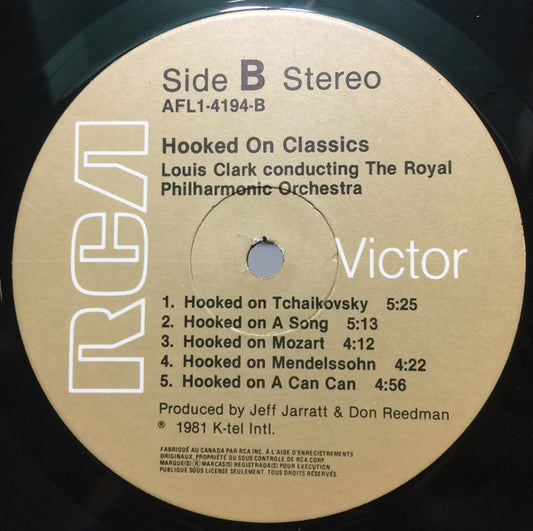 Side B Stereo
AFL1-4194-B
Hooked On Classics
Louis Clark conducting The Royal
Philharmonic Orchestra
RCA
Victor
1. Hooked on Tchaikovsky 5:25
2. Hooked on A Song 5:13
3. Hooked on Mozart 4:12
4. Hooked on Mendelssohn 4:22
5. Hooked on A Can Can 4:56
Produced by Jeff Jarratt & Don Reedman
℗ 1981 K-tel Intl.
FABRIQUÉ AU CANADA PAR RCA INC. À L'AIDE D'ENREGISTREMENTS
ORIGINAUX, PROPRIÉTÉ OU SOUS CONTROLE DE RCA CORP.
MARQUE(S) ® MARCAS(S) REGISTRADA(S) POUR EXECUTION
PUBLIQUE SOUS LICENSE SEULEMENT. TOUS DROITS RÉSERVÉS.